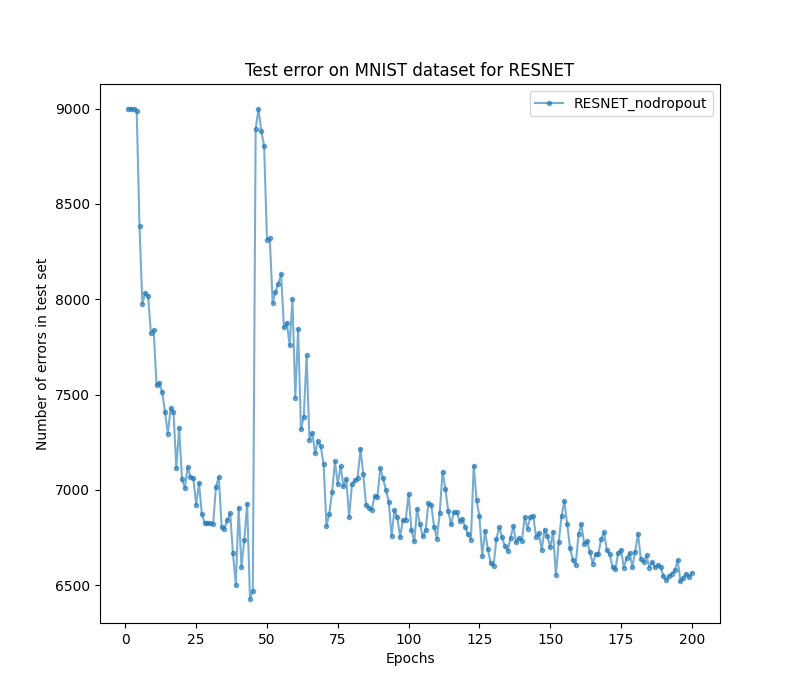 Test error on MNIST dataset for RESNET
RESNET_nodropout
9000
8500
8000
7500
7000
6500
Number of errors in test set
0 25 50 75 100 125 150 175 200
Epochs